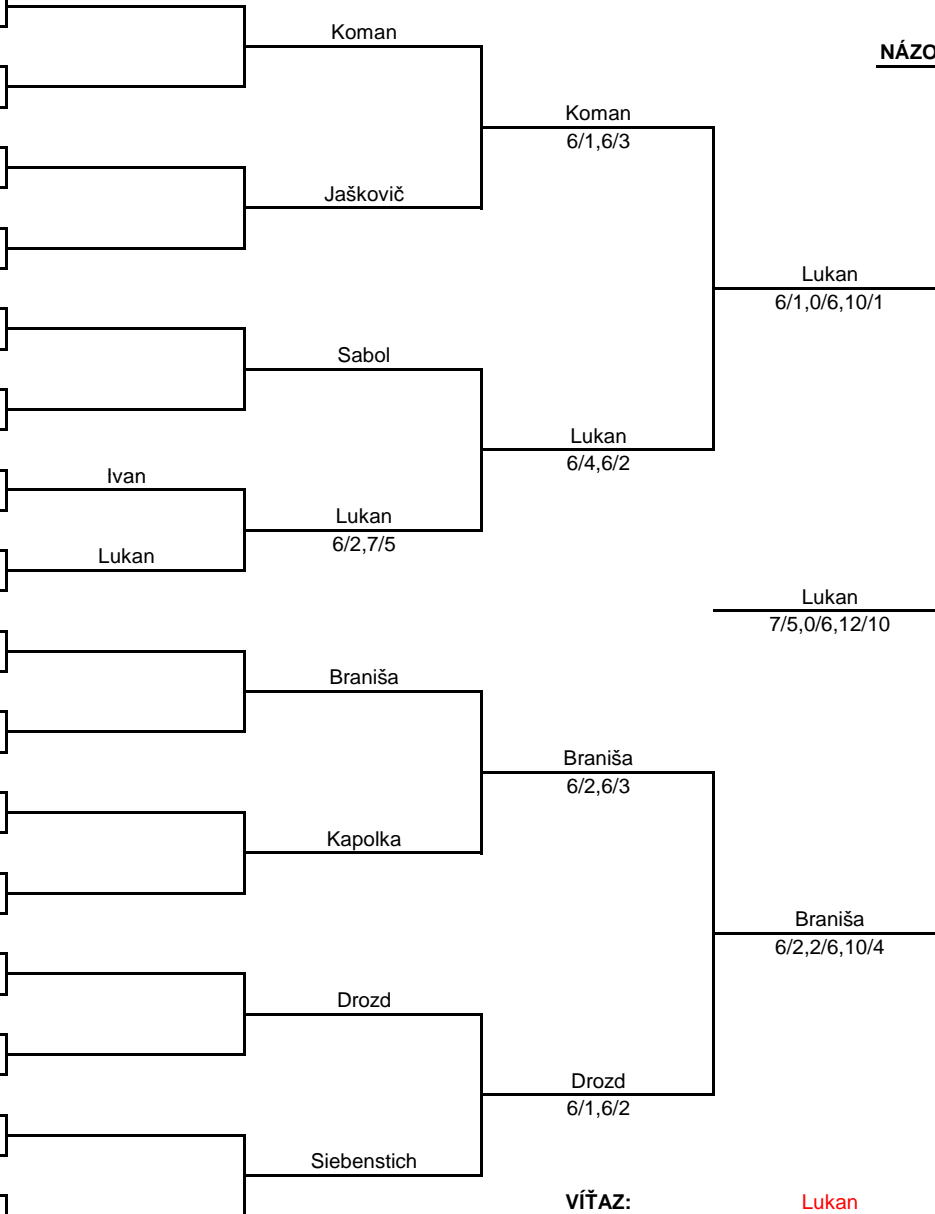 Koman
NÁZO
Koman
6/1,6/3
Jaškovič
Lukan
6/1,0/6,10/1
Sabol
Lukan
6/4,6/2
Ivan
Lukan
6/2,7/5
Lukan
Lukan
7/5,0/6,12/10
Braniša
Braniša
6/2,6/3
Kapolka
Braniša
6/2,2/6,10/4
Drozd
Drozd
6/1,6/2
Siebenstich
VÍŤAZ: Lukan